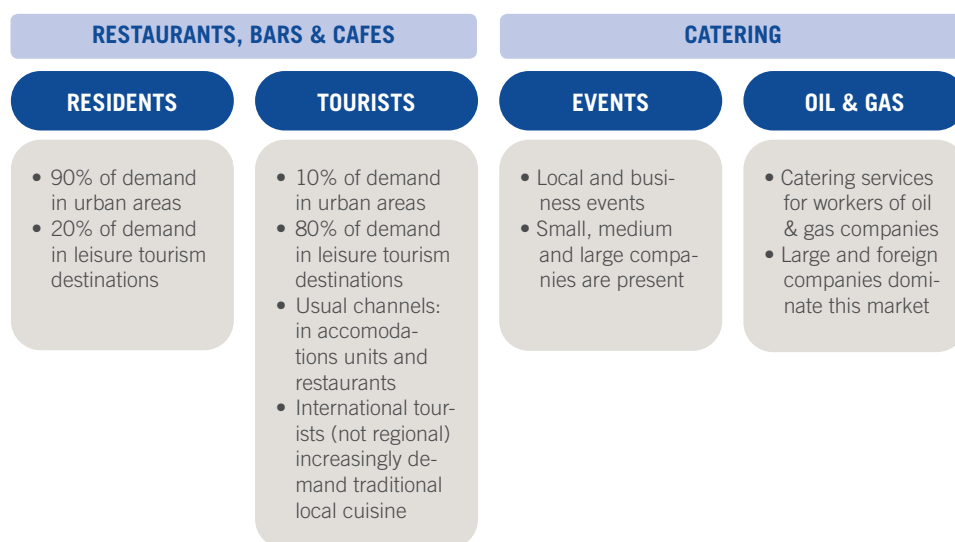 RESTAURANTS, BARS & CAFES
CATERING
RESIDENTS
TOURISTS
EVENTS
OIL & GAS
• 90% of demand
in urban areas
• 20% of demand
in leisure tourism
destinations
• 10% of demand
in urban areas
• 80% of demand
in leisure tourism
destinations
• Usual channels:
in accomoda-
tions units and
restaurants
• International tour-
ists (not regional)
increasingly de-
mand traditional
local cuisine
• Local and busi-
ness events
• Small, medium
and large compa-
nies are present
• Catering services
for workers of oil
& gas companies
• Large and foreign
companies domi-
nate this market